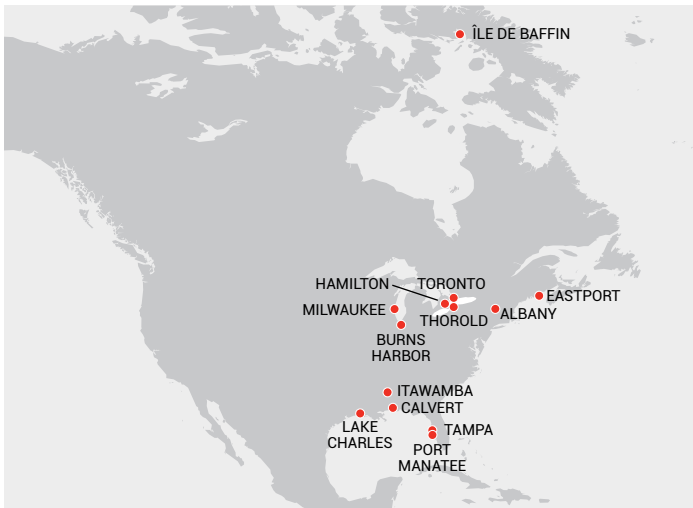 ÎLE DE BAFFIN
HAMILTON
TORONTO
EASTPORT
MILWAUKEE
THOROLD
ALBANY
BURNS
HARBOR
ITAWAMBA
CALVERT
LAKE
CHARLES
TAMPA
PORT
MANATEE